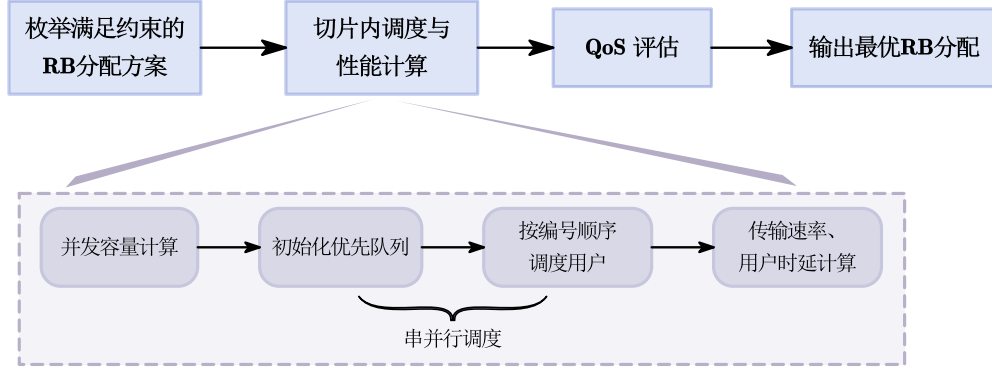 枚举满足约束的
RB分配方案
切片内调度与
性能计算
QoS 评估
输出最优RB分配
并发容量计算
初始化优先队列
按编号顺序
调度用户
传输速率、
用户时延计算
串并行调度